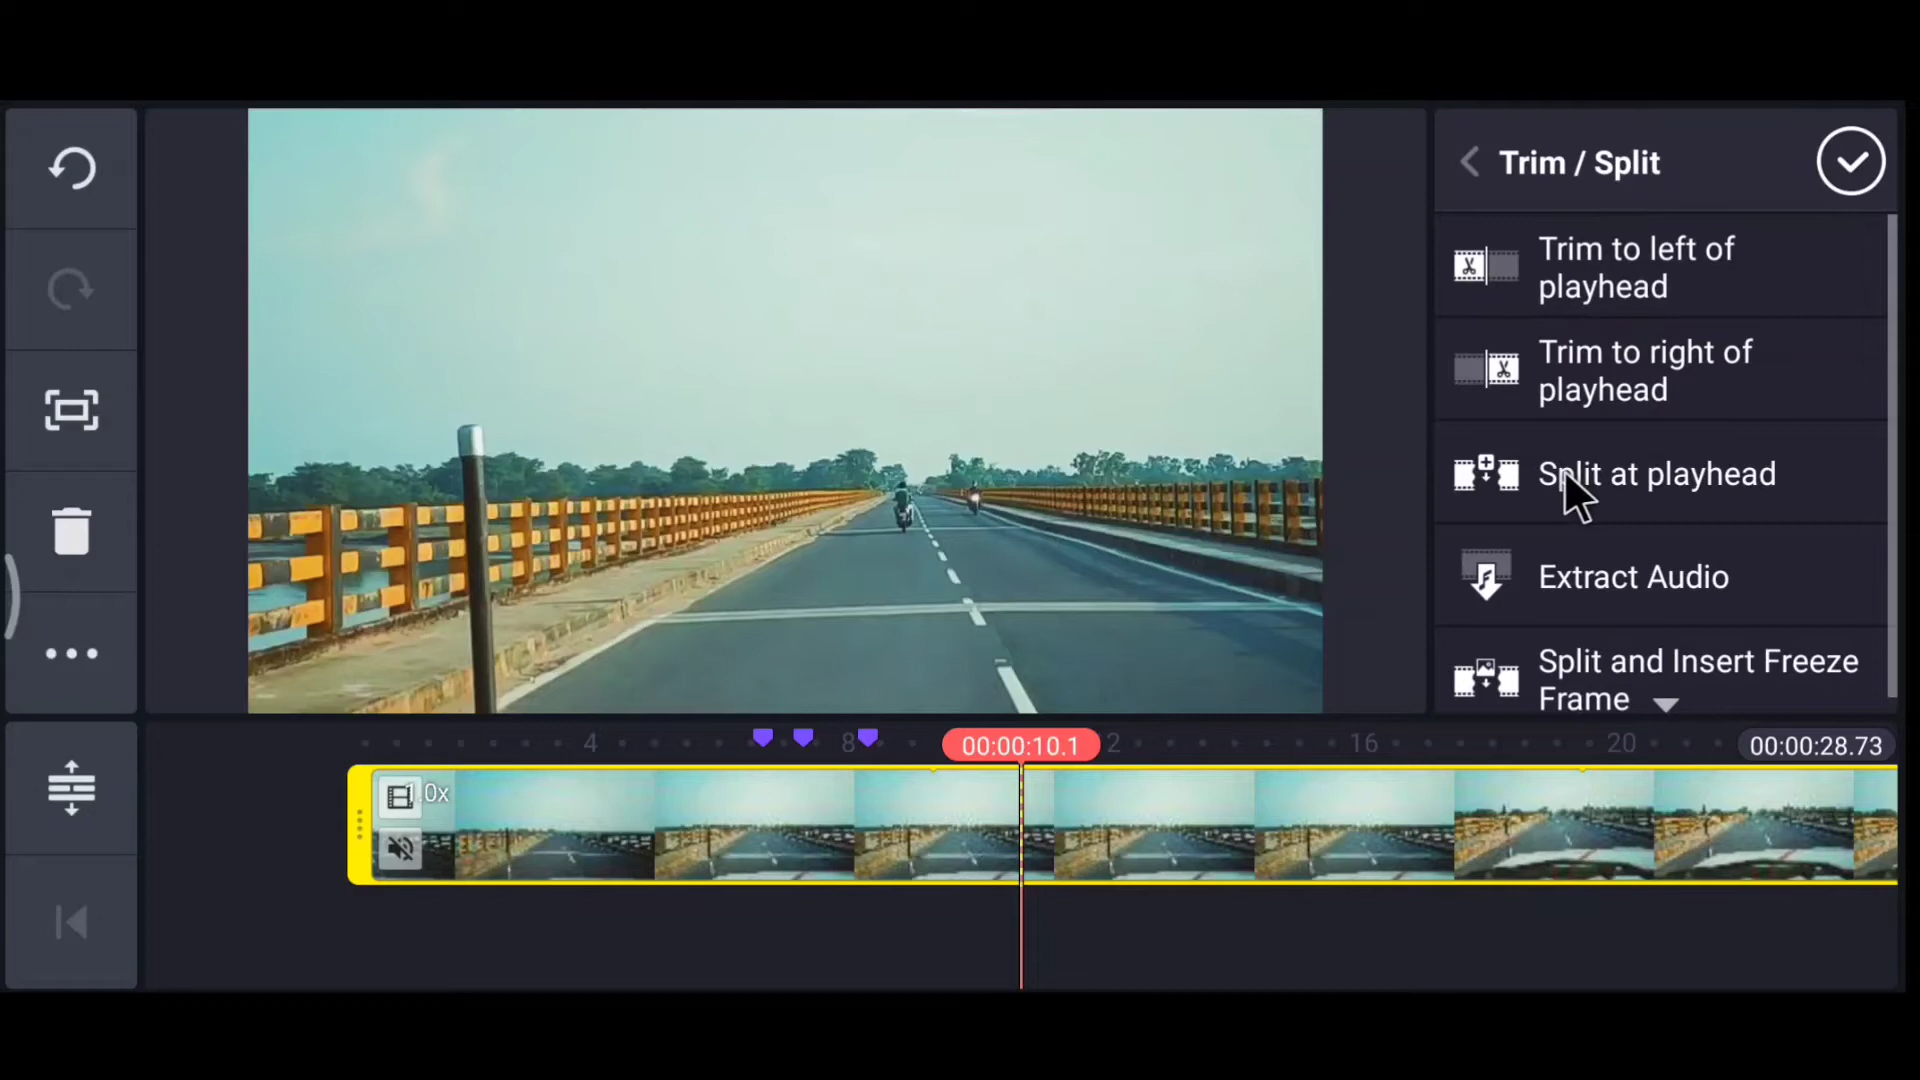 Trim / Split
Trim to left of
playhead
Trim to right of
playhead
Split at playhead
Extract Audio
Split and Insert Freeze
Frame
4
8
00:00:10.1
2
16
20
00:00:28.73
1.0x